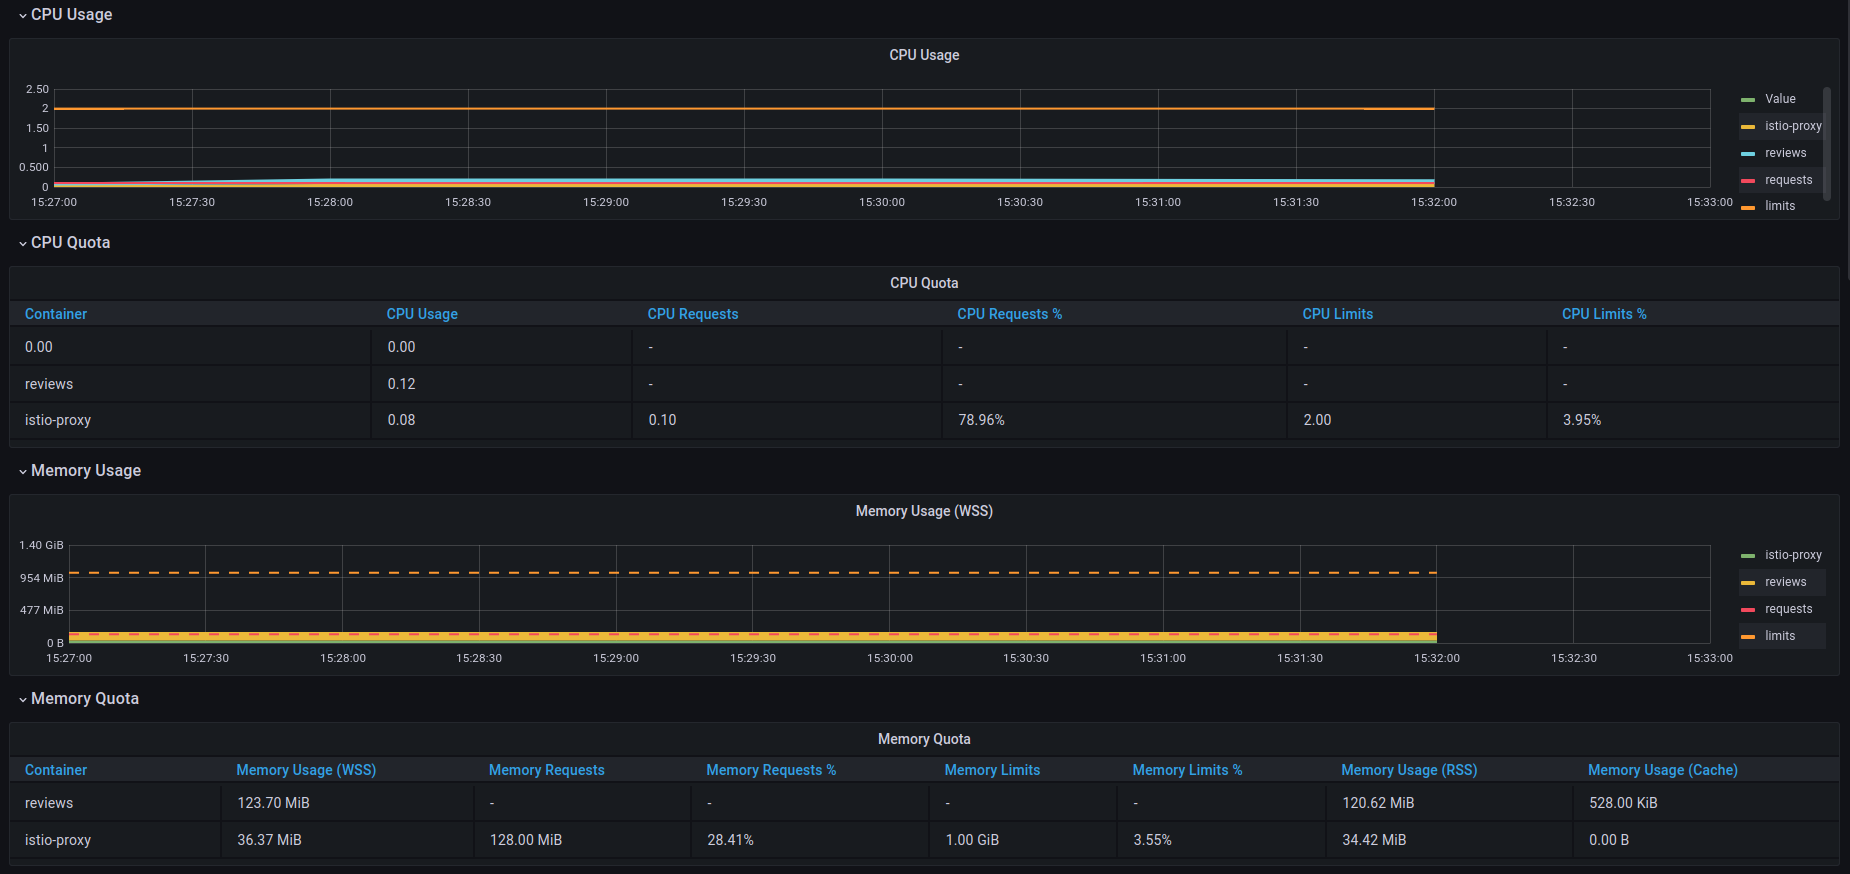 CPU Usage
CPU Usage
2.50
2
1.50
1
0.500
0
15:27:00 15:27:30 15:28:00 15:28:30 15:29:00 15:29:30 15:30:00 15:30:30 15:31:00 15:31:30 15:32:00 15:32:30 15:33:00
Value
istio-proxy
reviews
requests
limits
CPU Quota
CPU Quota
Container CPU Usage CPU Requests CPU Requests % CPU Limits CPU Limits %
0.00 0.00 - - - -
reviews 0.12 - - - -
istio-proxy 0.08 0.10 78.96% 2.00 3.95%
Memory Usage
Memory Usage (WSS)
1.40 GiB
954 MiB
477 MiB
0 B
15:27:00 15:27:30 15:28:00 15:28:30 15:29:00 15:29:30 15:30:00 15:30:30 15:31:00 15:31:30 15:32:00 15:32:30 15:33:00
istio-proxy
reviews
requests
limits
Memory Quota
Memory Quota
Container Memory Usage (WSS) Memory Requests Memory Requests % Memory Limits Memory Limits % Memory Usage (RSS) Memory Usage (Cache)
reviews 123.70 MiB - - - - 120.62 MiB 528.00 KiB
istio-proxy 36.37 MiB 128.00 MiB 28.41% 1.00 GiB 3.55% 34.42 MiB 0.00 B